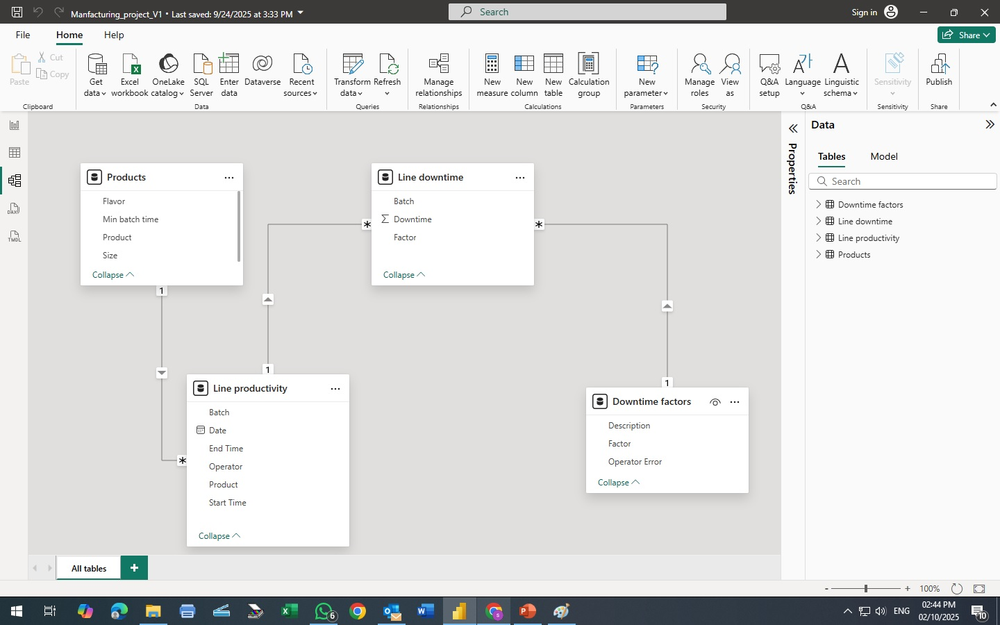 Manfacturing_project_V1 • Last saved: 9/24/2025 at 3:33 PM
Search
Sign in
File
Home
Help
Share
Paste
Cut
Copy
Get data
Excel workbook
OneLake catalog
SQL Server
Enter data
Dataverse
Recent sources
Transform data
Refresh
Manage relationships
New measure
New column
New table
Calculation group
New parameter
Manage roles
View as
Q&A setup
Language
Linguistic schema
Sensitivity
Publish
Clipboard
Data
Queries
Relationships
Calculations
Parameters
Security
Q&A
Sensitivity
Share
DAX
TMDL
Products
Flavor
Min batch time
Product
Size
Collapse
1
*
Line downtime
Batch
Σ Downtime
Factor
Collapse
*
*
1
1
Line productivity
Batch
Date
End Time
Operator
Product
Start Time
Collapse
Downtime factors
Description
Factor
Operator Error
Collapse
Properties
Data
Tables
Model
Search
Downtime factors
Line downtime
Line productivity
Products
All tables
+
- + 100%
6
ENG
02:44 PM
02/10/2025
10